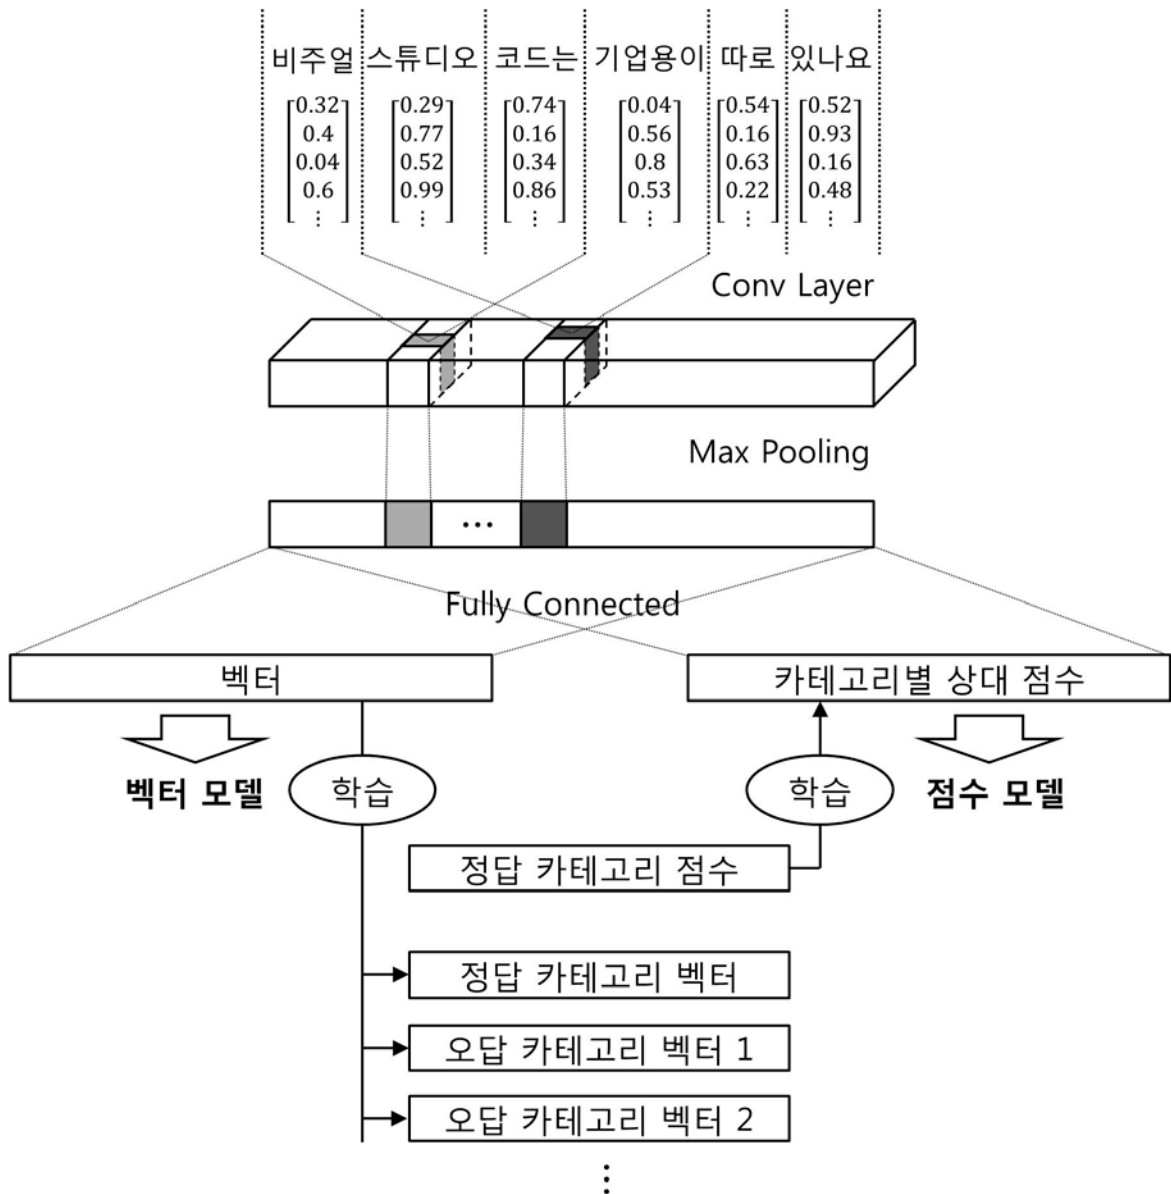 비주얼 스튜디오 코드는 기업용이 따로 있나요
0.32 0.29 0.74 0.04 0.54 0.52
0.4 0.77 0.16 0.56 0.16 0.93
0.04 0.52 0.34 0.8 0.63 0.16
0.6 0.99 0.86 0.53 0.22 0.48
⋮ ⋮ ⋮ ⋮ ⋮ ⋮
Conv Layer
Max Pooling
...
Fully Connected
벡터 카테고리별 상대 점수
벡터 모델 학습 학습 점수 모델
정답 카테고리 점수
정답 카테고리 벡터
오답 카테고리 벡터 1
오답 카테고리 벡터 2
⋮